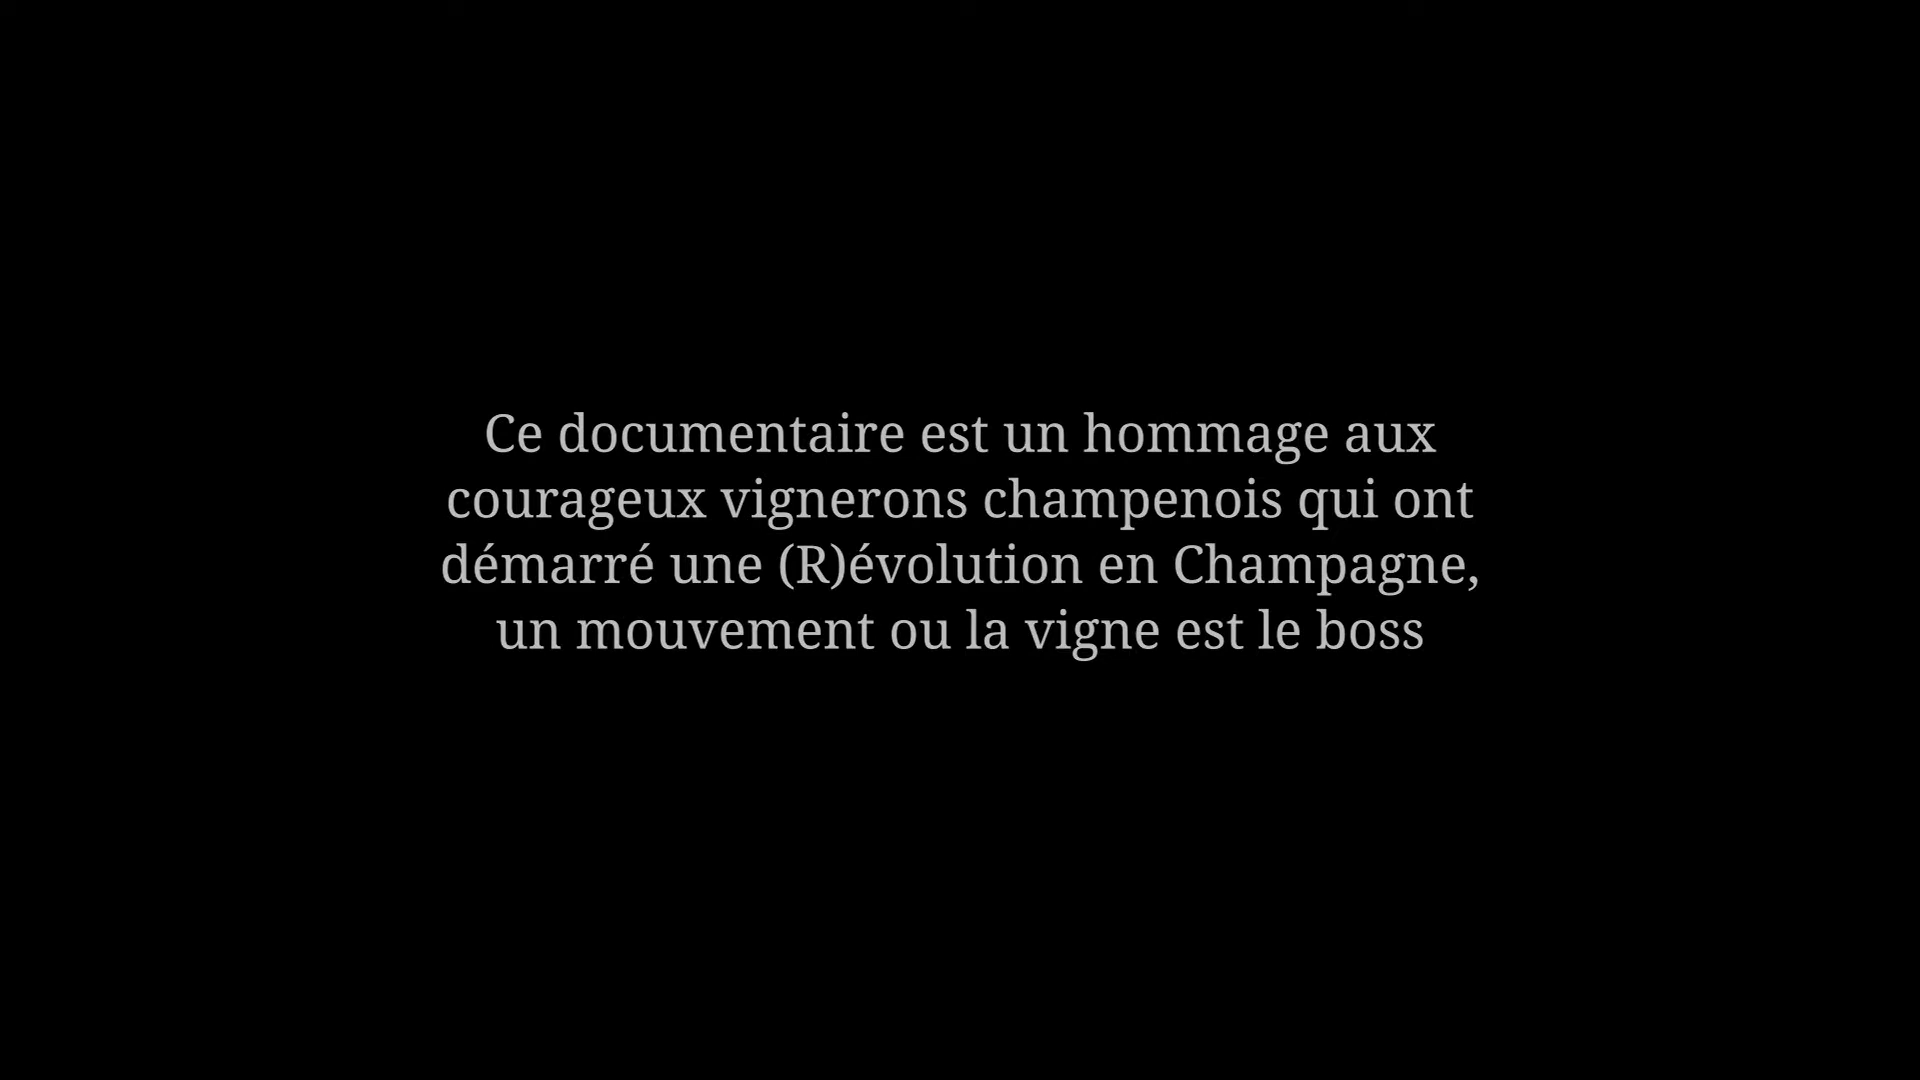 Ce documentaire est un hommage aux
courageux vignerons champenois qui ont
démarré une (R)évolution en Champagne,
un mouvement ou la vigne est le boss